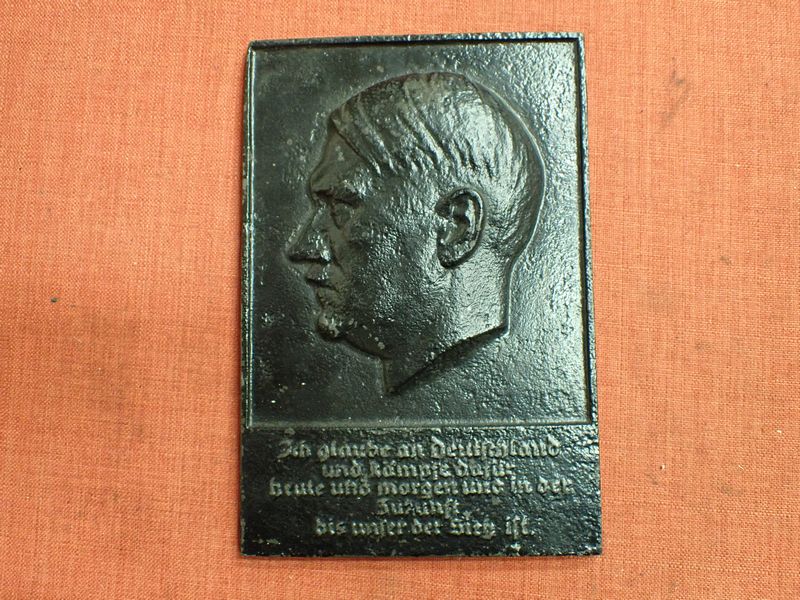 Ich glaube an Deutschland
und kämpfe dafür
heute und morgen und in der
Zukunft,
bis unser der Sieg ist.